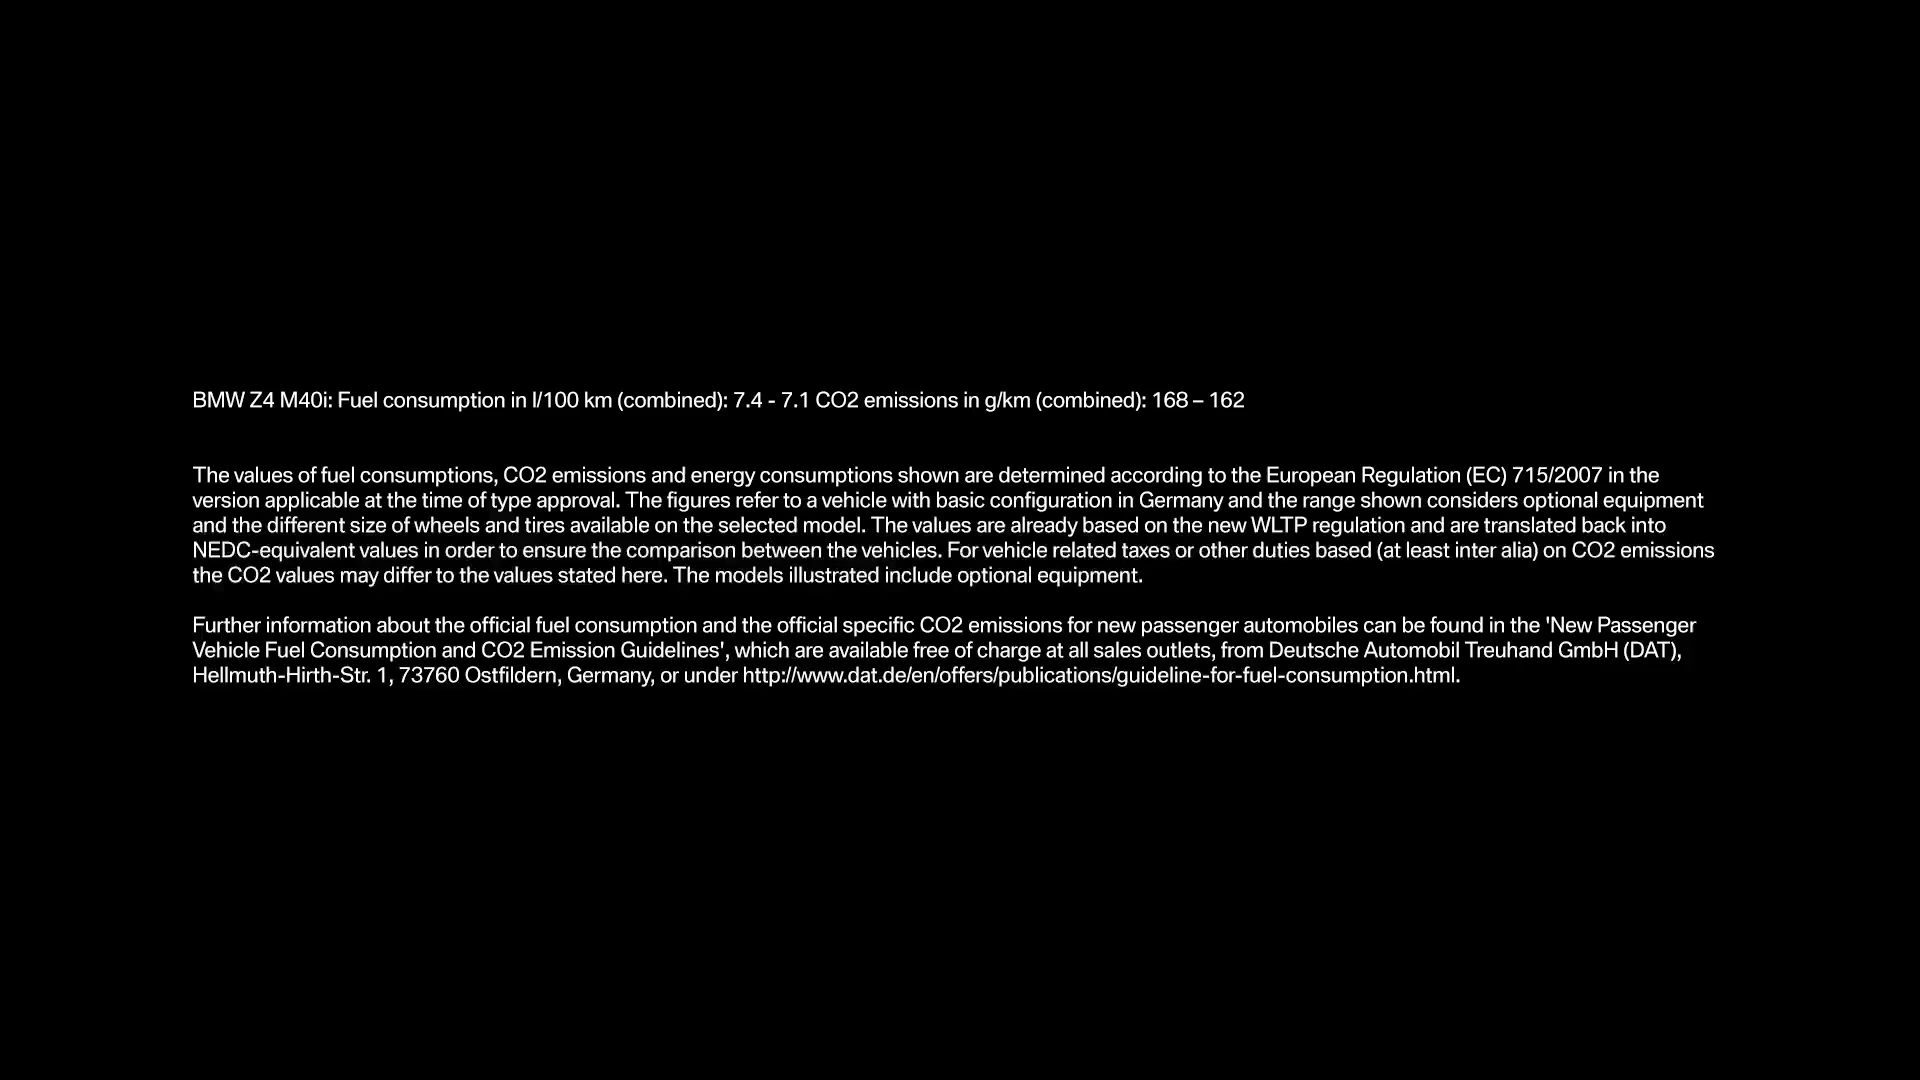 BMW Z4 M40i: Fuel consumption in l/100 km (combined): 7.4 - 7.1 CO2 emissions in g/km (combined): 168 – 162
The values of fuel consumptions, CO2 emissions and energy consumptions shown are determined according to the European Regulation (EC) 715/2007 in the
version applicable at the time of type approval. The figures refer to a vehicle with basic configuration in Germany and the range shown considers optional equipment
and the different size of wheels and tires available on the selected model. The values are already based on the new WLTP regulation and are translated back into
NEDC-equivalent values in order to ensure the comparison between the vehicles. For vehicle related taxes or other duties based (at least inter alia) on CO2 emissions
the CO2 values may differ to the values stated here. The models illustrated include optional equipment.
Further information about the official fuel consumption and the official specific CO2 emissions for new passenger automobiles can be found in the 'New Passenger
Vehicle Fuel Consumption and CO2 Emission Guidelines', which are available free of charge at all sales outlets, from Deutsche Automobil Treuhand GmbH (DAT),
Hellmuth-Hirth-Str. 1, 73760 Ostfildern, Germany, or under http://www.dat.de/en/offers/publications/guideline-for-fuel-consumption.html.